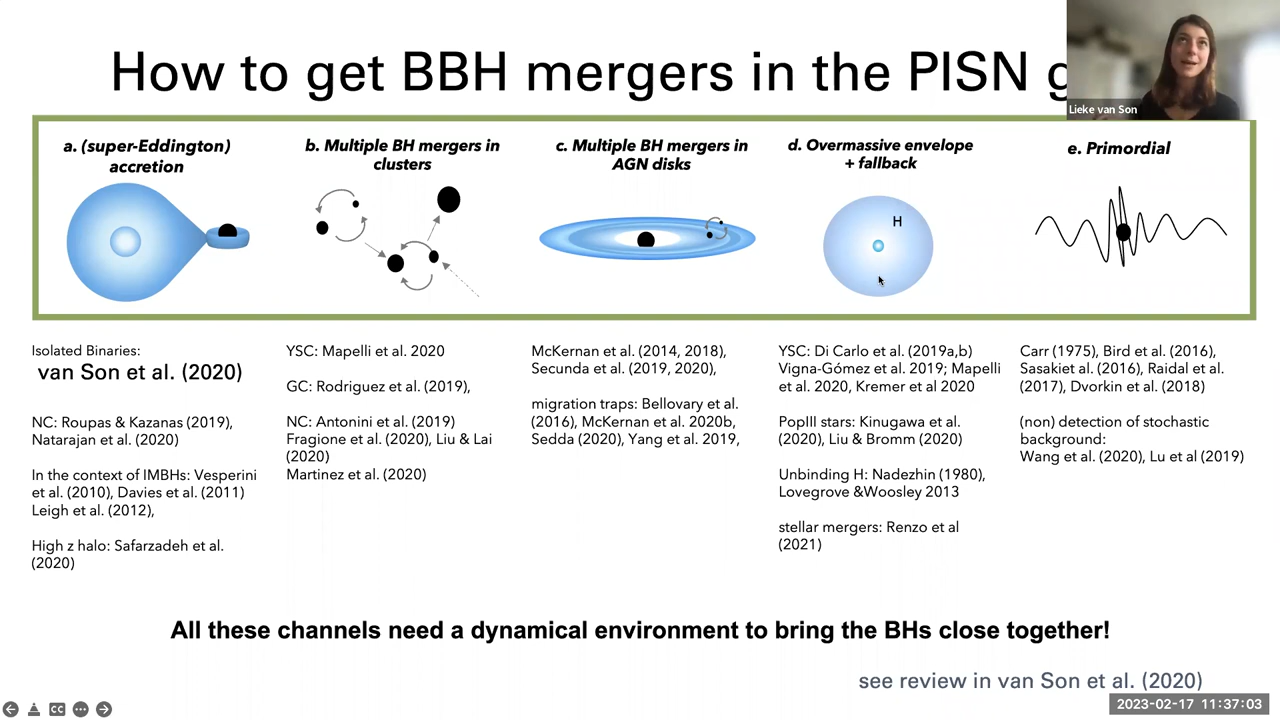 How to get BBH mergers in the PISN g
Lieke van Son
a. (super-Eddington)
accretion
b. Multiple BH mergers in
clusters
c. Multiple BH mergers in
AGN disks
d. Overmassive envelope
+ fallback
e. Primordial
H
Isolated Binaries:
van Son et al. (2020)
NC: Roupas & Kazanas (2019),
Natarajan et al. (2020)
In the context of IMBHs: Vesperini
et al. (2010), Davies et al. (2011)
Leigh et al. (2012),
High z halo: Safarzadeh et al.
(2020)
YSC: Mapelli et al. 2020
GC: Rodriguez et al. (2019),
NC: Antonini et al. (2019)
Fragione et al. (2020), Liu & Lai
(2020)
Martinez et al. (2020)
McKernan et al. (2014, 2018),
Secunda et al. (2019, 2020),
migration traps: Bellovary et al.
(2016), McKernan et al. 2020b,
Sedda (2020), Yang et al. 2019,
YSC: Di Carlo et al. (2019a,b)
Vigna-Gómez et al. 2019; Mapelli
et al. 2020, Kremer et al 2020
PopIII stars: Kinugawa et al.
(2020), Liu & Bromm (2020)
Unbinding H: Nadezhin (1980),
Lovegrove &Woosley 2013
stellar mergers: Renzo et al
(2021)
Carr (1975), Bird et al. (2016),
Sasakiet al. (2016), Raidal et al.
(2017), Dvorkin et al. (2018)
(non) detection of stochastic
background:
Wang et al. (2020), Lu et al (2019)
All these channels need a dynamical environment to bring the BHs close together!
see review in van Son et al. (2020)
CC
2023-02-17 11:37:03